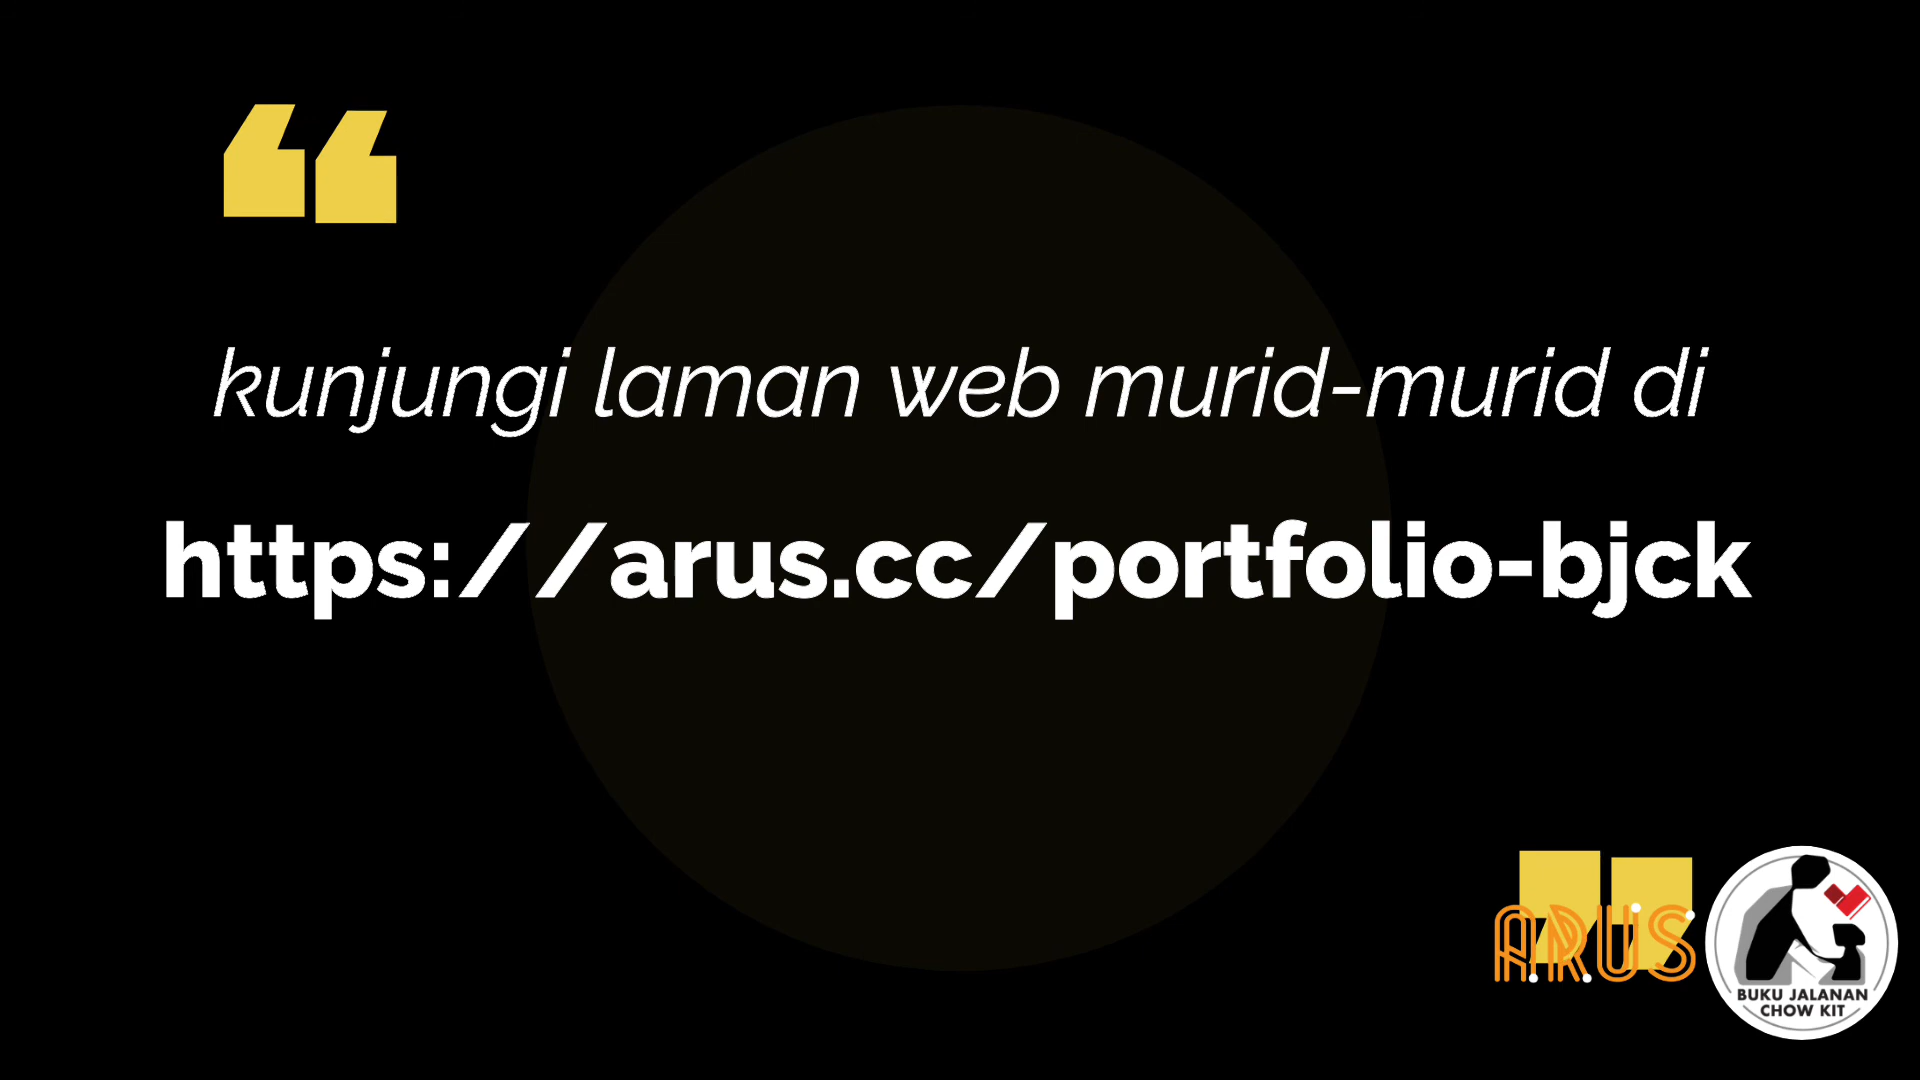 kunjungi laman web murid-murid di
https://arus.cc/portfolio-bjck
ARUS
BUKU JALANAN
CHOW KIT